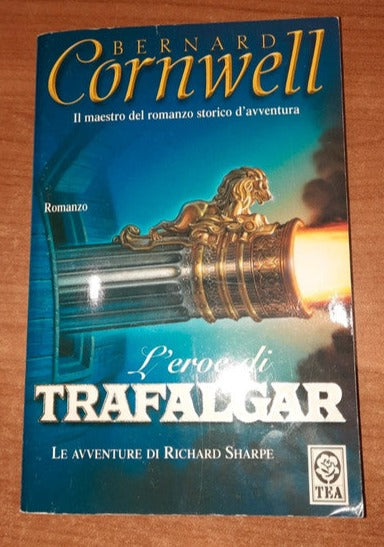 BERNARD
Cornwell
Il maestro del romanzo storico d'avventura
Romanzo
L'eroe di
TRAFALGAR
LE AVVENTURE DI RICHARD SHARPE
TEA